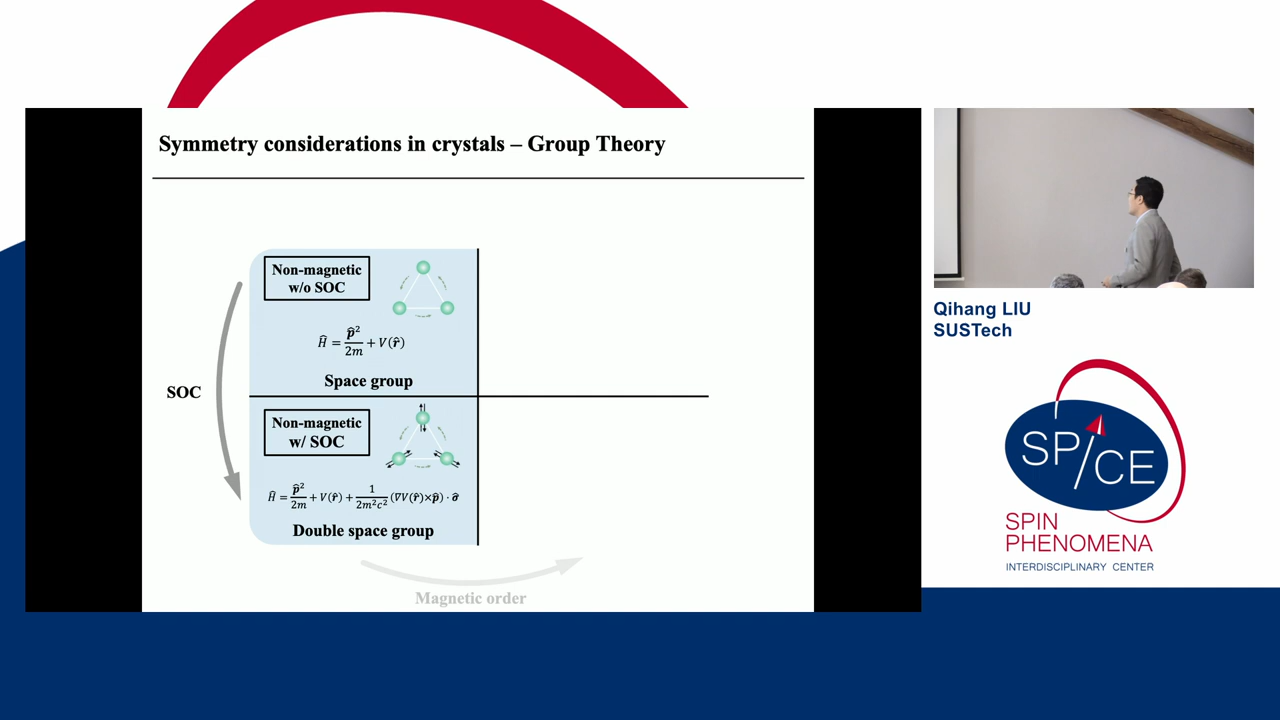 Symmetry considerations in crystals – Group Theory
Non-magnetic
w/o SOC
Ĥ = p̂²/2m + V(r̂)
Space group
SOC
Non-magnetic
w/ SOC
Ĥ = p̂²/2m + V(r̂) + 1/2m²c² (∇V(r̂)×p̂) · σ̂
Double space group
Magnetic order
Qihang LIU
SUSTech
SP/CE
SPIN
PHENOMENA
INTERDISCIPLINARY CENTER